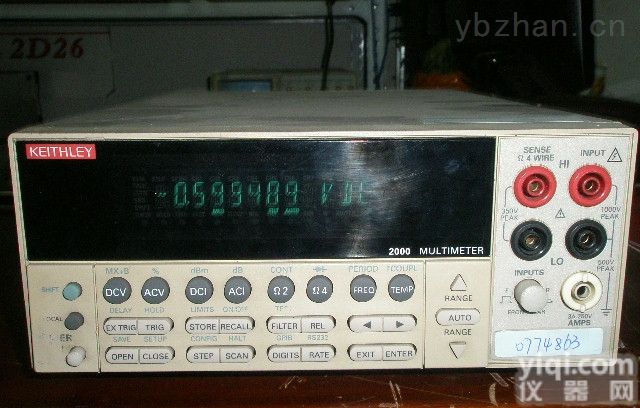 ybzhan.cn
2D26
KEITHLEY
-0.599489 VDC
2000 MULTIMETER
SENSE
Ω 4 WIRE
INPUT
HI
350V
PEAK
1000V
PEAK
LO
500V
PEAK
INPUTS
3A 250V
AMPS
MX+B % dBm dB CONT PERIOD TCOUPL
SHIFT DCV ACV DCI ACI Ω2 Ω4 FREQ TEMP
RANGE
DELAY HOLD LIMITS ON/OFF
LOCAL EX TRIG TRIG STORE RECALL FILTER REL
AUTO
RANGE
SAVE SETUP CONFIG HALT GPIB RS232
OPEN CLOSE STEP SCAN DIGITS RATE EXIT ENTER
0774863
yiqi.com
仪器网